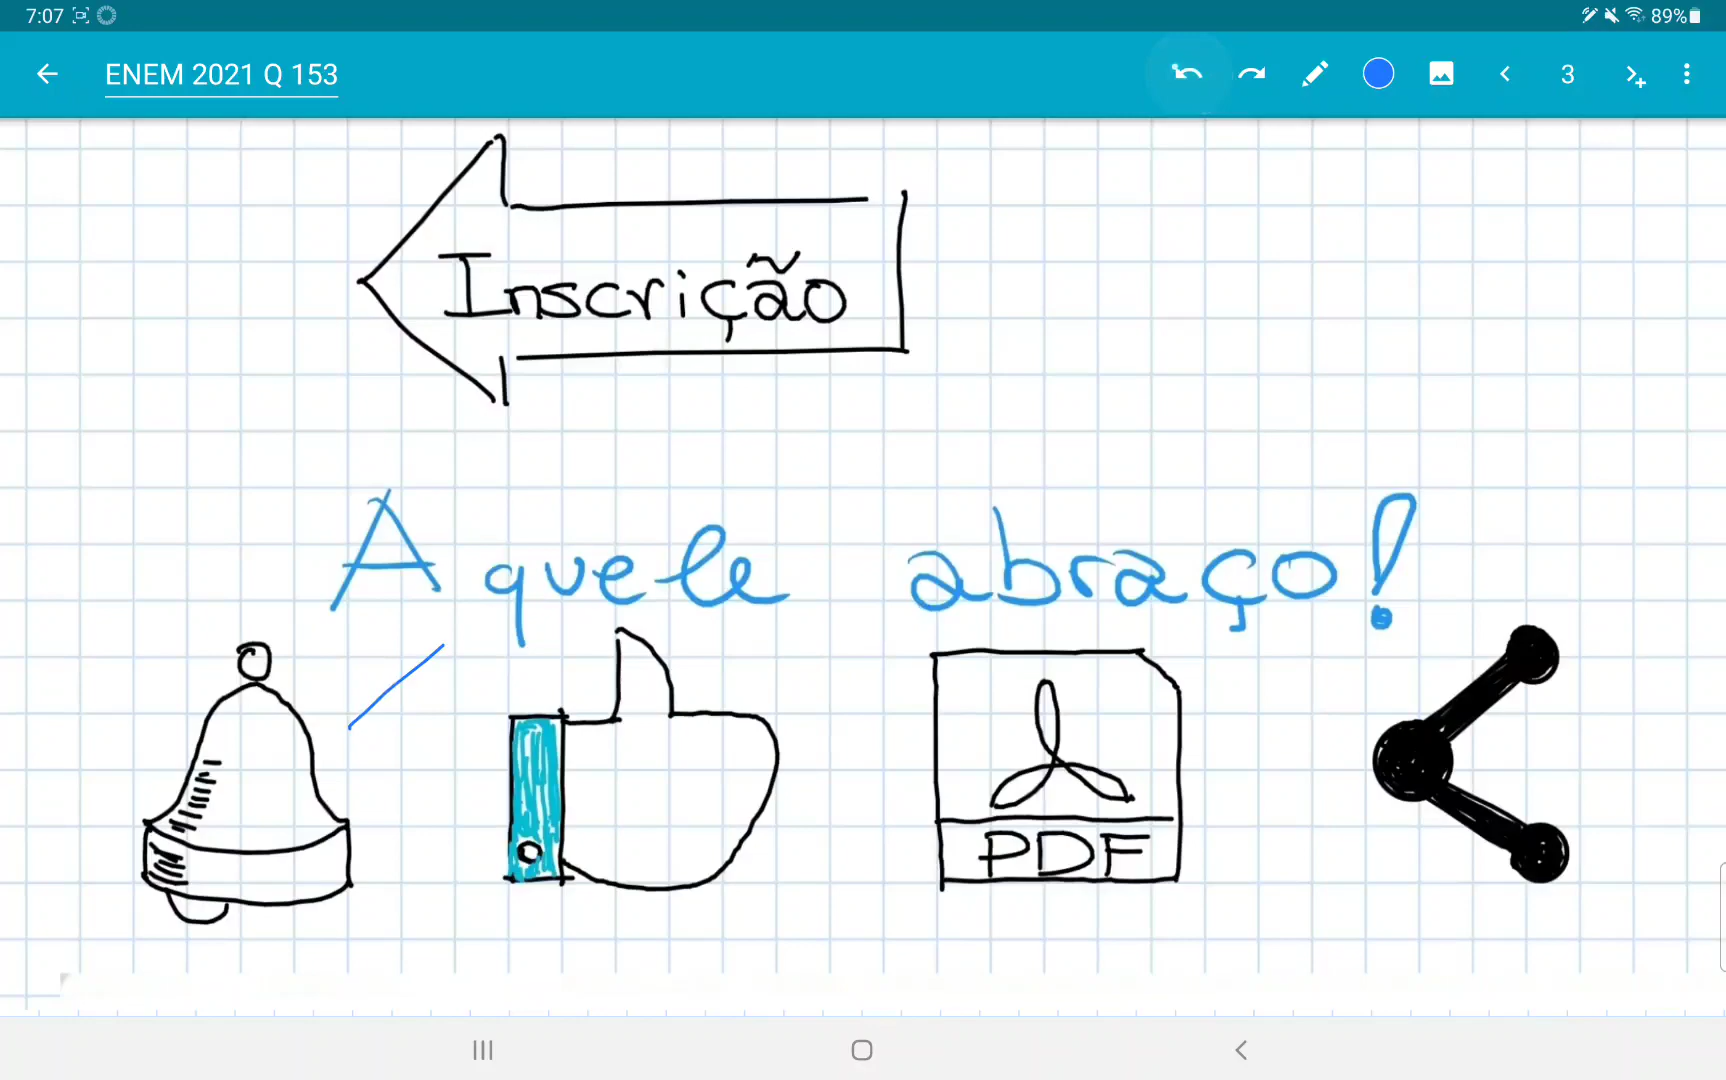 7:07 89%
ENEM 2021 Q 153 3
Inscrição
Aquele abraço!
PDF